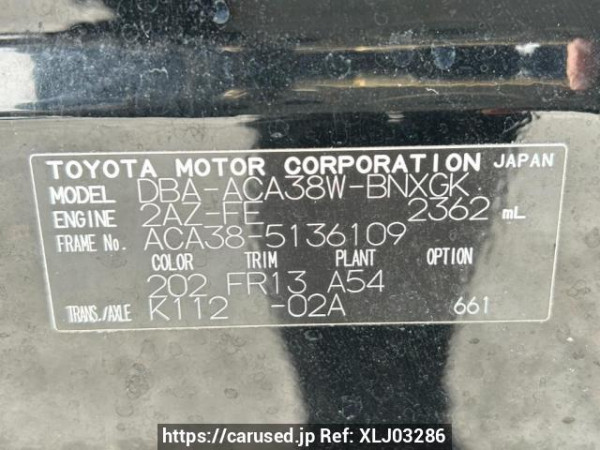 TOYOTA MOTOR CORPORATION JAPAN
MODEL DBA-ACA38W-BNXGK
ENGINE 2AZ-FE 2362 mL
FRAME No. ACA38-5136109
COLOR TRIM PLANT OPTION
202 FR13 A54
TRANS./AXLE K112 -02A 661
https://carused.jp Ref: XLJ03286